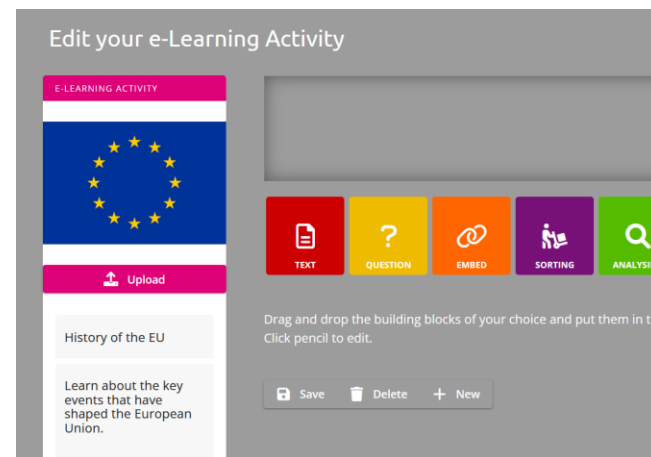 Edit your e-Learning Activity
E-LEARNING ACTIVITY
Upload
History of the EU
Learn about the key
events that have
shaped the European
Union.
TEXT
QUESTION
EMBED
SORTING
Drag and drop the building blocks of your choice and put them in
Click pencil to edit.
Save
Delete
New